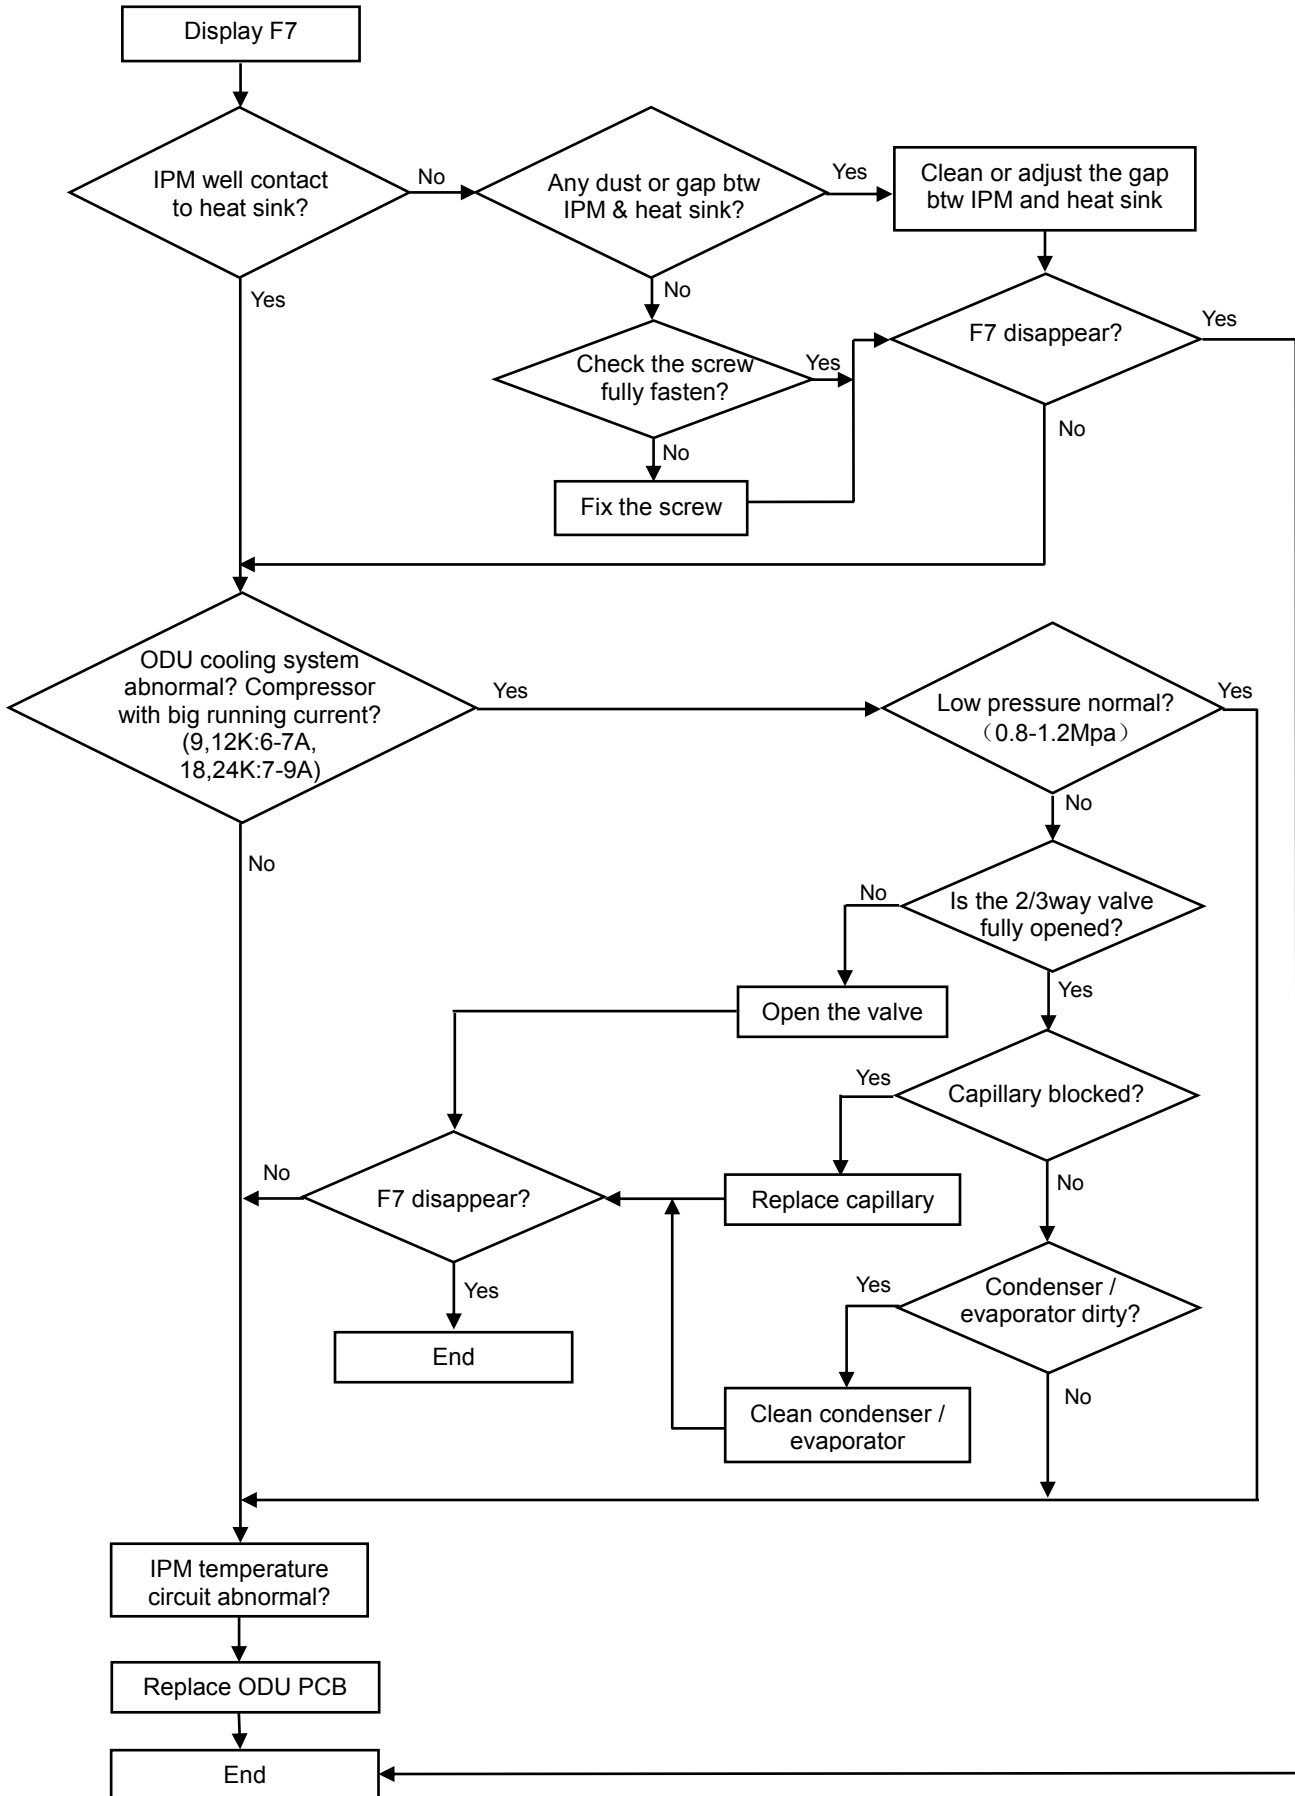 Display F7
IPM well contact
to heat sink?
No
Any dust or gap btw
IPM & heat sink?
Yes
Clean or adjust the gap
btw IPM and heat sink
Yes
No
F7 disappear?
Yes
Check the screw
fully fasten?
Yes
No
No
Fix the screw
ODU cooling system
abnormal? Compressor
with big running current?
(9,12K:6-7A,
18,24K:7-9A)
Yes
Low pressure normal?
（0.8-1.2Mpa）
Yes
No
No
Is the 2/3way valve
fully opened?
No
Yes
Open the valve
Capillary blocked?
Yes
No
Replace capillary
F7 disappear?
No
Yes
End
Condenser /
evaporator dirty?
Yes
No
Clean condenser /
evaporator
IPM temperature
circuit abnormal?
Replace ODU PCB
End